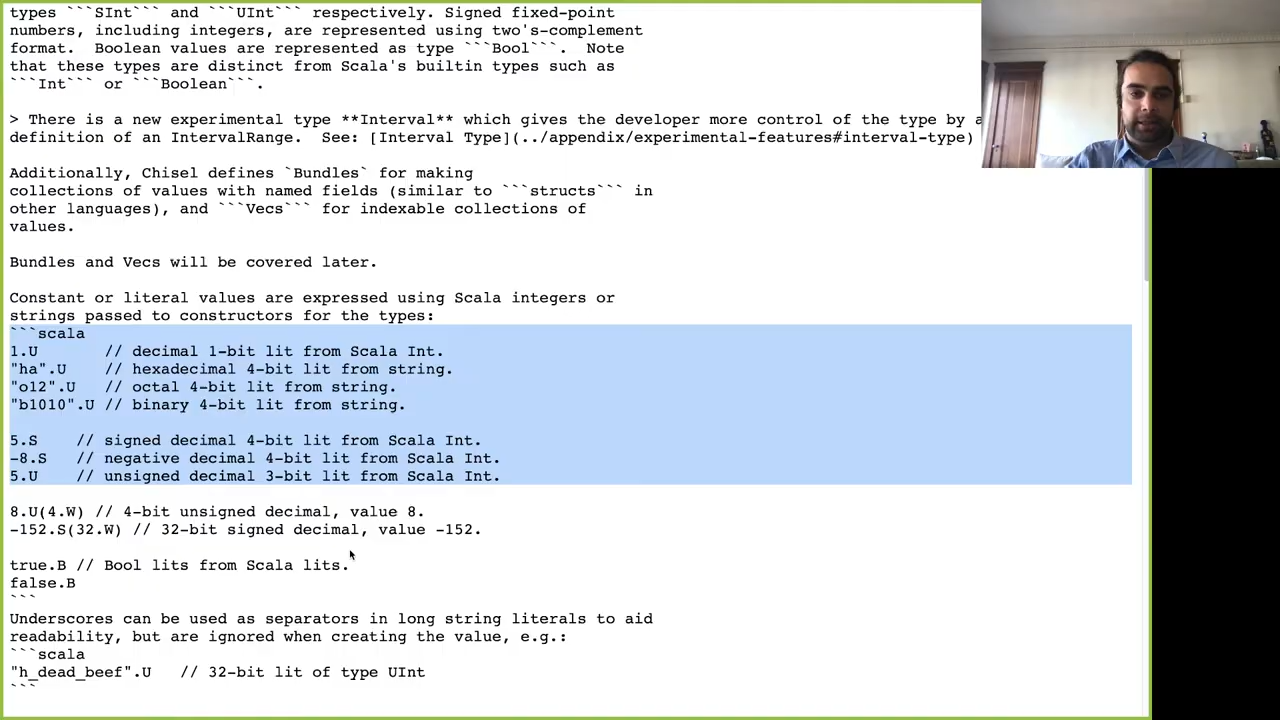 types ```SInt``` and ```UInt``` respectively. Signed fixed-point
numbers, including integers, are represented using two's-complement
format.  Boolean values are represented as type ```Bool```.  Note
that these types are distinct from Scala's builtin types such as
```Int``` or ```Boolean```.
> There is a new experimental type **Interval** which gives the developer more control of the type by a
definition of an IntervalRange.  See: [Interval Type](../appendix/experimental-features#interval-type)
Additionally, Chisel defines `Bundles` for making
collections of values with named fields (similar to ```structs``` in
other languages), and ```Vecs``` for indexable collections of
values.
Bundles and Vecs will be covered later.
Constant or literal values are expressed using Scala integers or
strings passed to constructors for the types:
```scala
1.U       // decimal 1-bit lit from Scala Int.
"ha".U    // hexadecimal 4-bit lit from string.
"o12".U   // octal 4-bit lit from string.
"b1010".U // binary 4-bit lit from string.
5.S    // signed decimal 4-bit lit from Scala Int.
-8.S   // negative decimal 4-bit lit from Scala Int.
5.U    // unsigned decimal 3-bit lit from Scala Int.
8.U(4.W) // 4-bit unsigned decimal, value 8.
-152.S(32.W) // 32-bit signed decimal, value -152.
true.B // Bool lits from Scala lits.
false.B
```
Underscores can be used as separators in long string literals to aid
readability, but are ignored when creating the value, e.g.:
```scala
"h_dead_beef".U   // 32-bit lit of type UInt
```